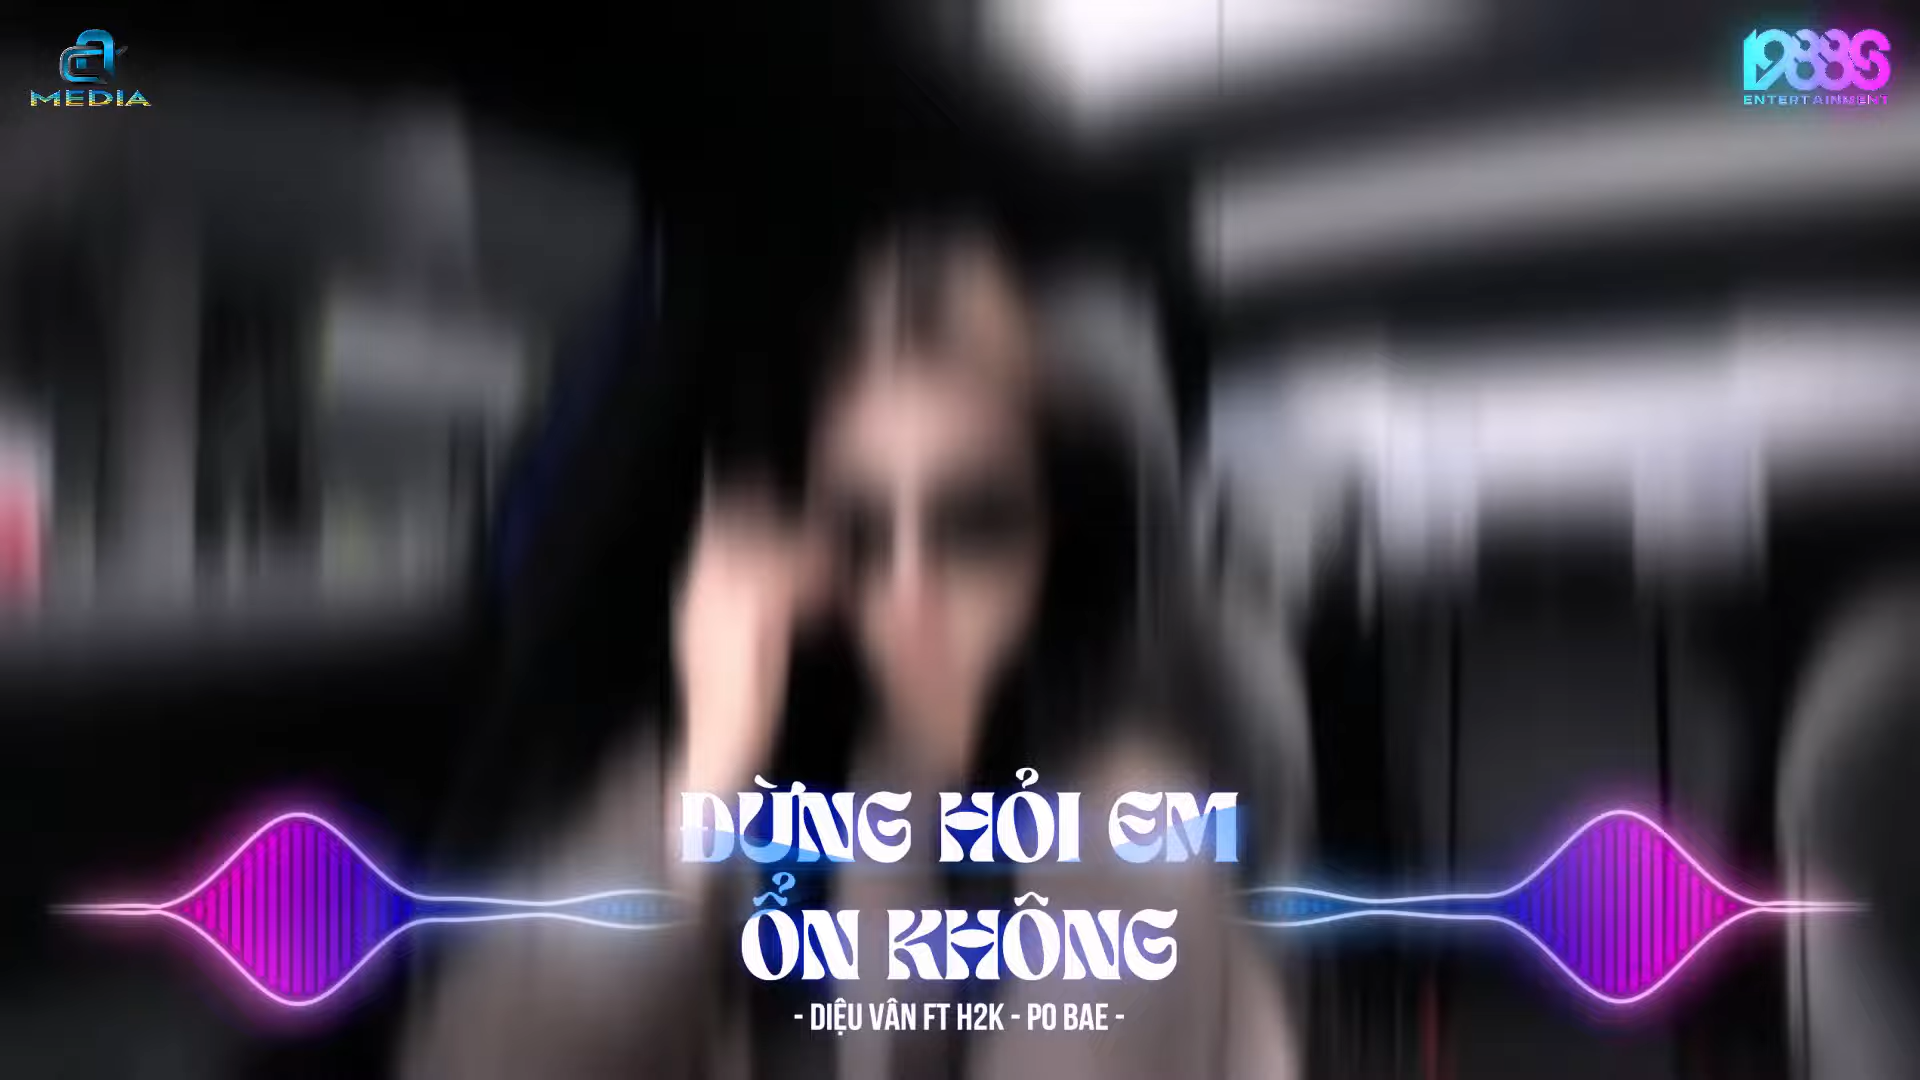 MEDIA
1988S
ENTERTAINMENT
ĐỪNG HỎI EM
ỔN KHÔNG
- DIỆU VÂN FT H2K - PO BAE -